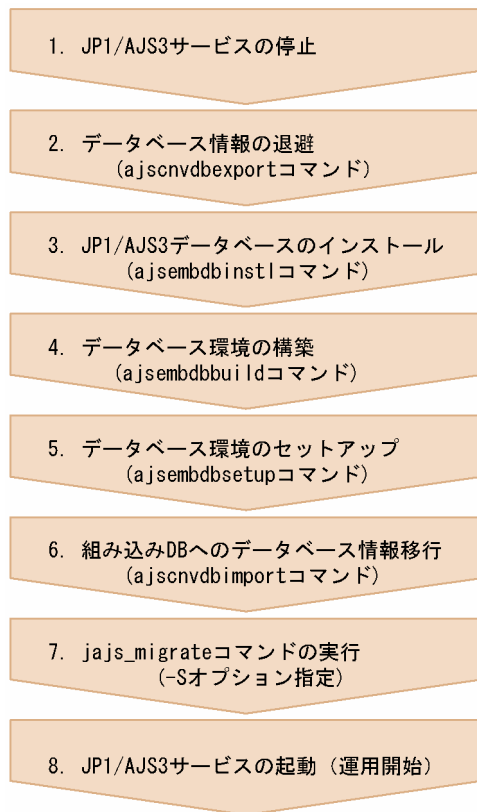 1. JP1/AJS3サービスの停止
2. データベース情報の退避
(ajscnvdbexportコマンド)
3. JP1/AJS3データベースのインストール
(ajsembdbinstlコマンド)
4. データベース環境の構築
(ajsembdbbuildコマンド)
5. データベース環境のセットアップ
(ajsembdbsetupコマンド)
6. 組み込みDBへのデータベース情報移行
(ajscnvdbimportコマンド)
7. jajs_migrateコマンドの実行
(-Sオプション指定)
8. JP1/AJS3サービスの起動(運用開始)